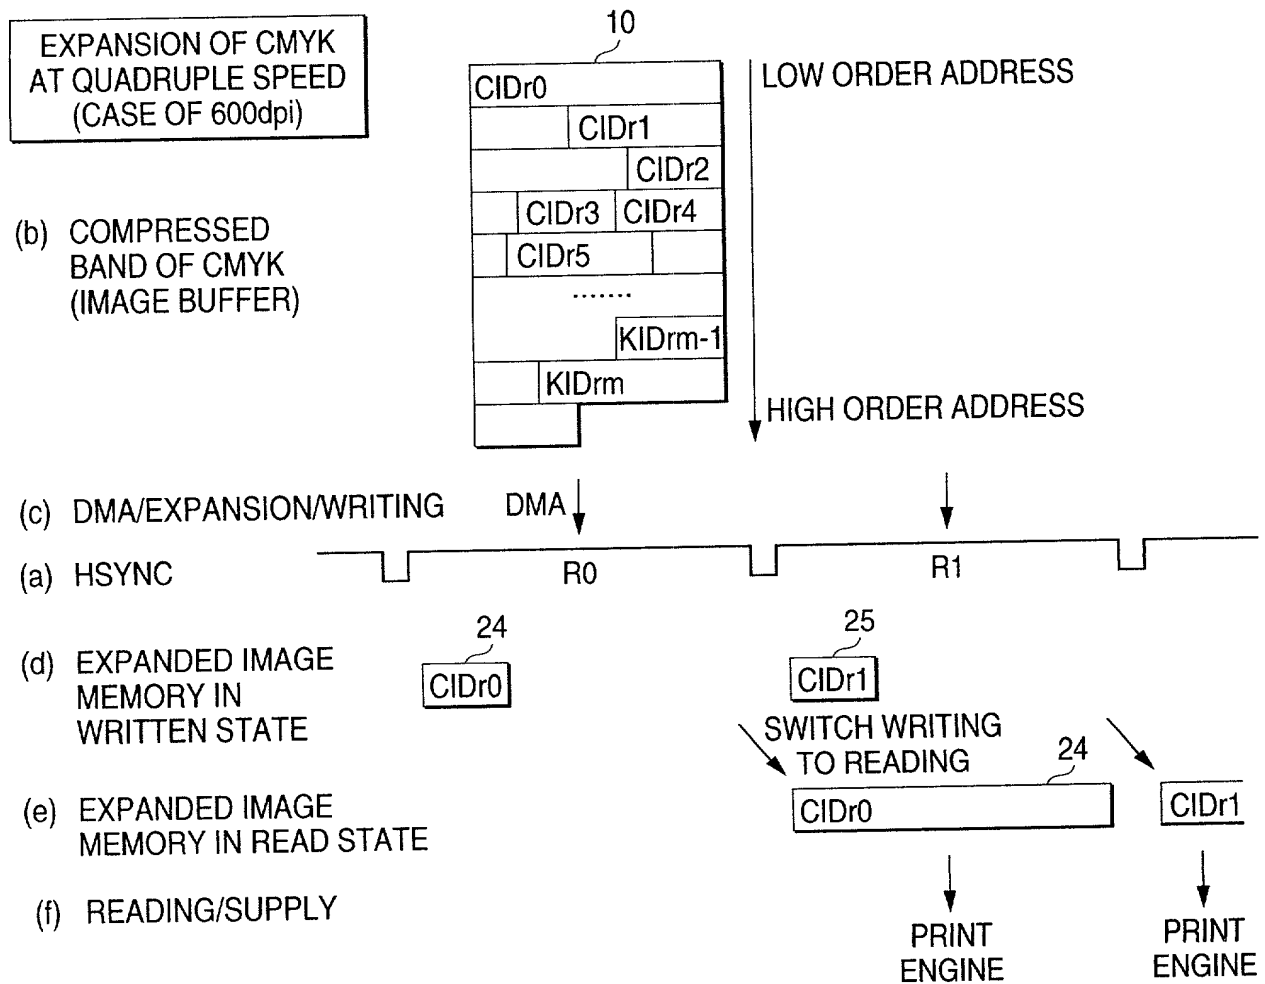 EXPANSION OF CMYK
AT QUADRUPLE SPEED
(CASE OF 600dpi)
10
LOW ORDER ADDRESS
CIDr0
CIDr1
CIDr2
CIDr3 CIDr4
CIDr5
.......
KIDrm-1
KIDrm
HIGH ORDER ADDRESS
(b) COMPRESSED
BAND OF CMYK
(IMAGE BUFFER)
(c) DMA/EXPANSION/WRITING DMA
(a) HSYNC R0 R1
24 25
(d) EXPANDED IMAGE
MEMORY IN
WRITTEN STATE
CIDr0 CIDr1
SWITCH WRITING
TO READING
24
(e) EXPANDED IMAGE
MEMORY IN READ STATE
CIDr0 CIDr1
(f) READING/SUPPLY
PRINT
ENGINE
PRINT
ENGINE